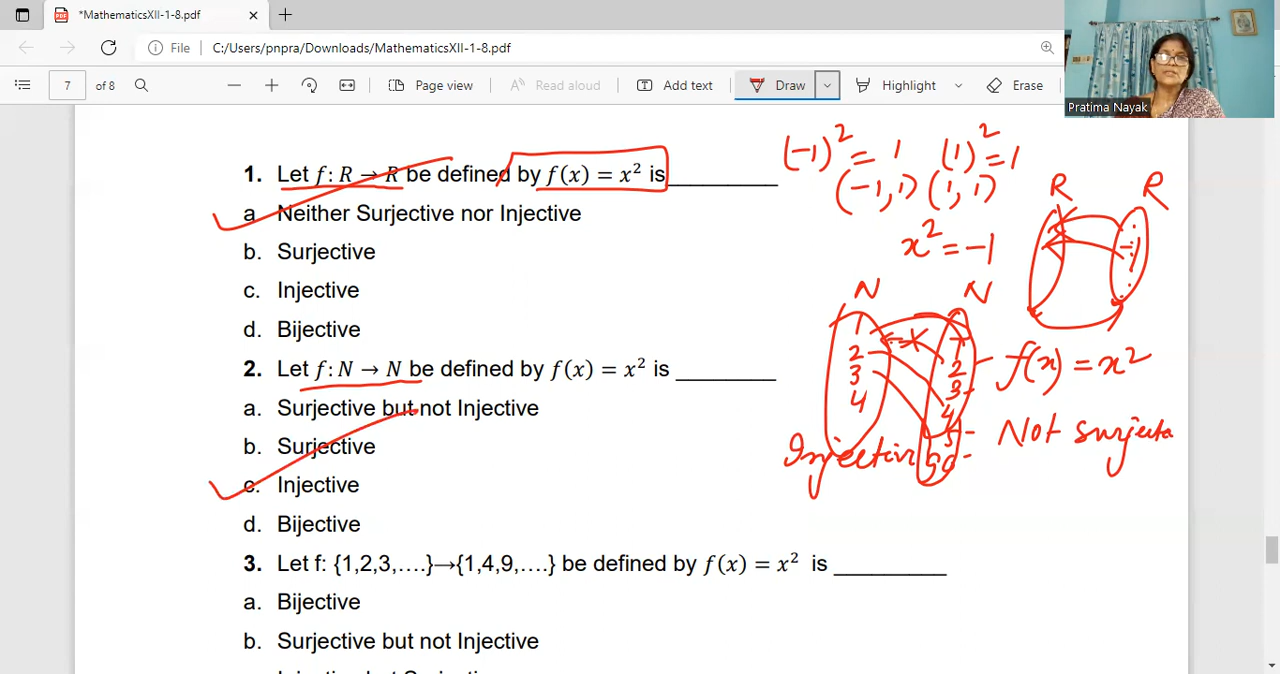 *MathematicsXII-1-8.pdf
File C:/Users/pnpra/Downloads/MathematicsXII-1-8.pdf
7 of 8 Page view Read aloud Add text Draw Highlight Erase
Pratima Nayak
1. Let f: R → R be defined by f(x) = x² is ________
a. Neither Surjective nor Injective
b. Surjective
c. Injective
d. Bijective
2. Let f: N → N be defined by f(x) = x² is ________
a. Surjective but not Injective
b. Surjective
c. Injective
d. Bijective
3. Let f: {1,2,3,....}→{1,4,9,....} be defined by f(x) = x² is ________
a. Bijective
b. Surjective but not Injective
(-1)² = 1 (1)² = 1
(-1, 1) (1, 1)
R R
x² = -1
-1
N N
1 1
2 2
3 3
4 4
5
f(x) = x²
Not surjecta
Injective